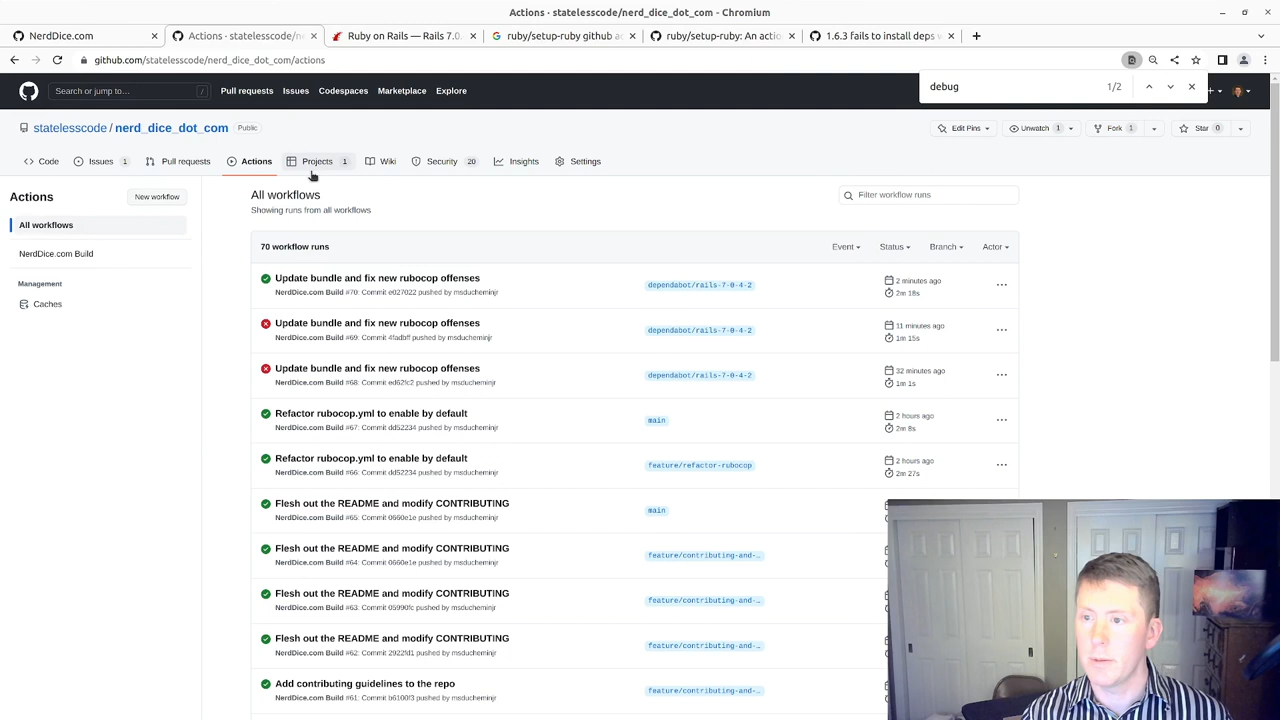 Actions · statelesscode/nerd_dice_dot_com - Chromium
NerdDice.com
Actions · statelesscode/ne
Ruby on Rails — Rails 7.0.
ruby/setup-ruby github ac
ruby/setup-ruby: An actio
1.6.3 fails to install deps w
github.com/statelesscode/nerd_dice_dot_com/actions
debug 1/2
Search or jump to... /
Pull requests
Issues
Codespaces
Marketplace
Explore
statelesscode / nerd_dice_dot_com Public
Edit Pins
Unwatch 1
Fork 1
Star 0
Code
Issues 1
Pull requests
Actions
Projects 1
Wiki
Security 20
Insights
Settings
Actions
New workflow
All workflows
NerdDice.com Build
Management
Caches
All workflows
Showing runs from all workflows
Filter workflow runs
70 workflow runs
Event
Status
Branch
Actor
Update bundle and fix new rubocop offenses
NerdDice.com Build #70: Commit e027022 pushed by msducheminjr
dependabot/rails-7-0-4-2
2 minutes ago
2m 18s
Update bundle and fix new rubocop offenses
NerdDice.com Build #69: Commit 4fadbff pushed by msducheminjr
dependabot/rails-7-0-4-2
11 minutes ago
1m 15s
Update bundle and fix new rubocop offenses
NerdDice.com Build #68: Commit ed62fc2 pushed by msducheminjr
dependabot/rails-7-0-4-2
32 minutes ago
1m 1s
Refactor rubocop.yml to enable by default
NerdDice.com Build #67: Commit dd52234 pushed by msducheminjr
main
2 hours ago
2m 8s
Refactor rubocop.yml to enable by default
NerdDice.com Build #66: Commit dd52234 pushed by msducheminjr
feature/refactor-rubocop
2 hours ago
2m 27s
Flesh out the README and modify CONTRIBUTING
NerdDice.com Build #65: Commit 0660e1e pushed by msducheminjr
main
Flesh out the README and modify CONTRIBUTING
NerdDice.com Build #64: Commit 0660e1e pushed by msducheminjr
feature/contributing-and-…
Flesh out the README and modify CONTRIBUTING
NerdDice.com Build #63: Commit 05990fc pushed by msducheminjr
feature/contributing-and-…
Flesh out the README and modify CONTRIBUTING
NerdDice.com Build #62: Commit 2922fd1 pushed by msducheminjr
feature/contributing-and-…
Add contributing guidelines to the repo
NerdDice.com Build #61: Commit b6100f3 pushed by msducheminjr
feature/contributing-and-…